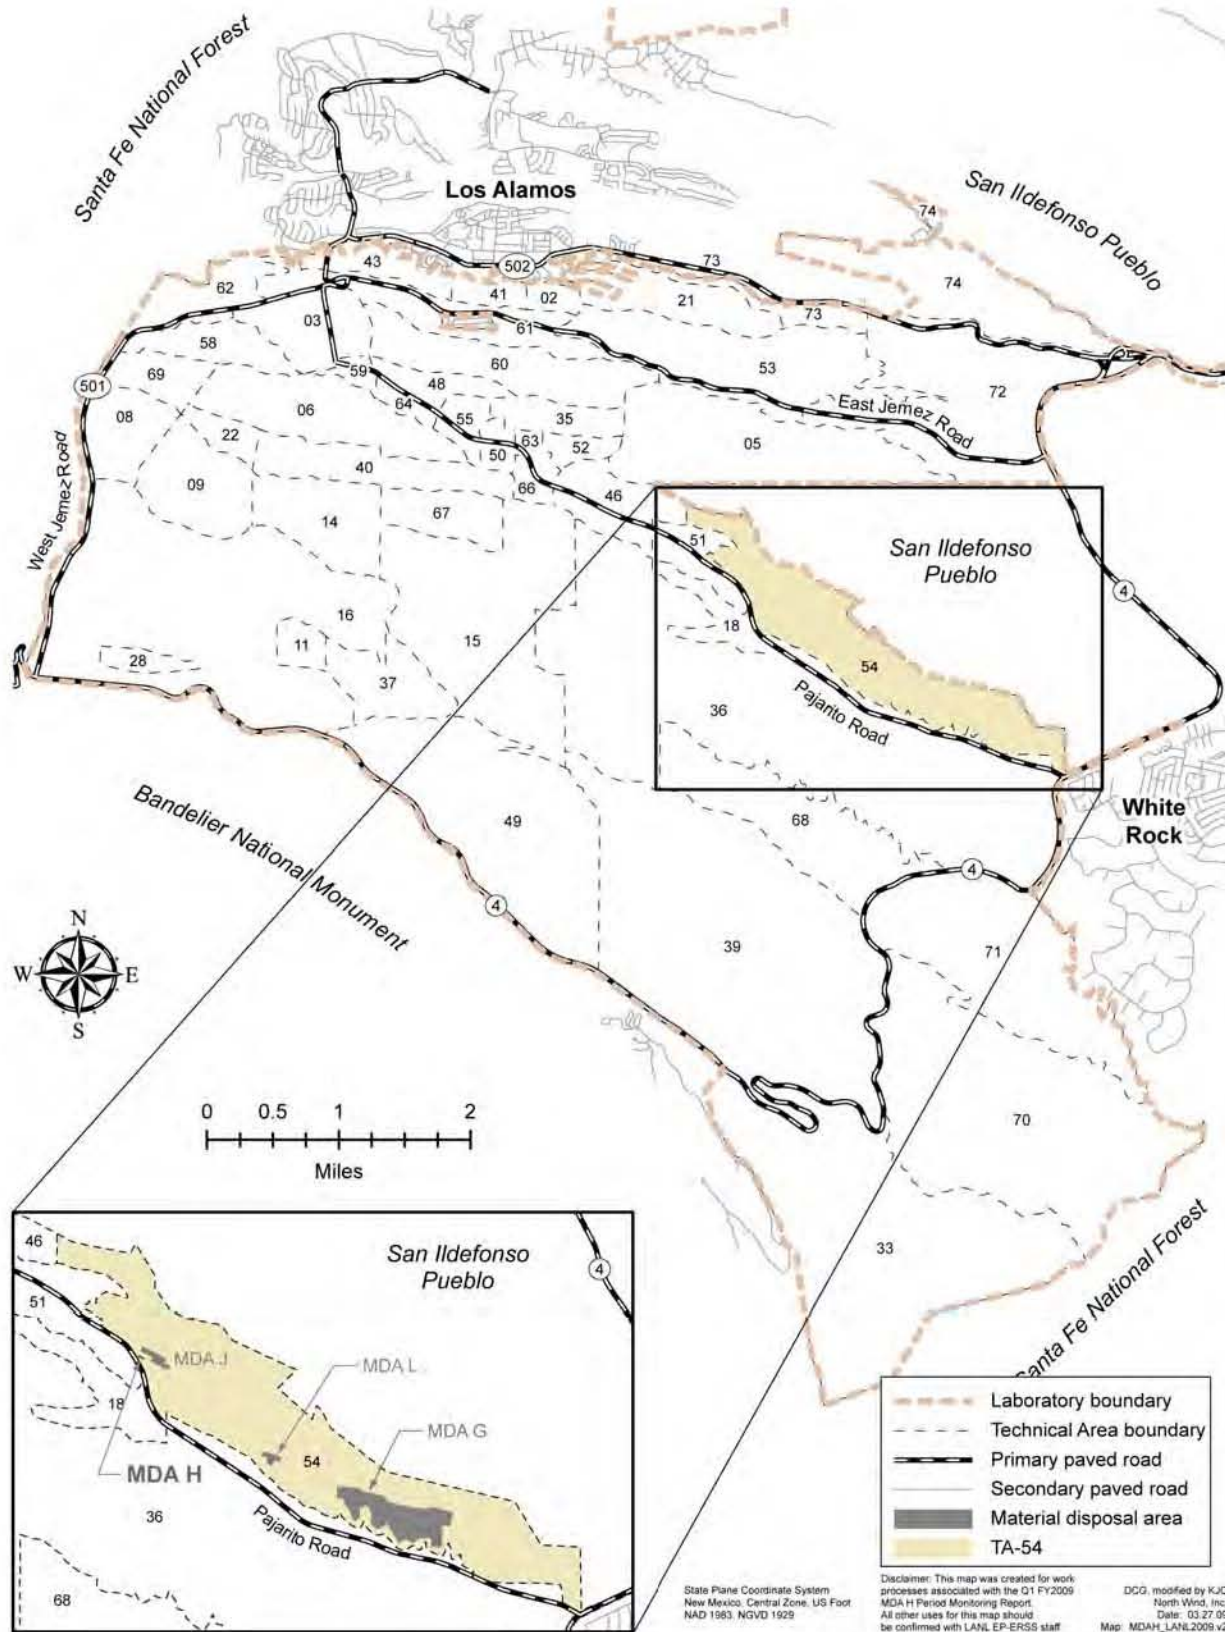 Santa Fe National Forest
Los Alamos
San Ildefonso Pueblo
74
74
43
502
73
62
41
02
21
73
03
61
58
53
60
59
69
48
72
501
64
08
06
55
35
East Jemez Road
22
63
05
50
52
40
09
66
46
67
14
West Jemez Road
51
San Ildefonso
Pueblo
4
16
18
15
11
28
54
37
36
Pajarito Road
White
Rock
68
49
Bandelier National Monument
4
4
39
71
N
W
E
S
0 0.5 1 2
Miles
70
33
Santa Fe National Forest
46
San Ildefonso
Pueblo
4
51
MDA J
MDA L
18
MDA G
54
MDA H
36
Pajarito Road
68
Laboratory boundary
Technical Area boundary
Primary paved road
Secondary paved road
Material disposal area
TA-54
State Plane Coordinate System
New Mexico, Central Zone, US Foot
NAD 1983, NGVD 1929
Disclaimer: This map was created for work
processes associated with the Q1 FY2009
MDA H Period Monitoring Report.
All other uses for this map should
be confirmed with LANL EP-ERSS staff
DCG, modified by KJC
North Wind, Inc
Date: 03.27.09
Map: MDAH_LANL2009.v2